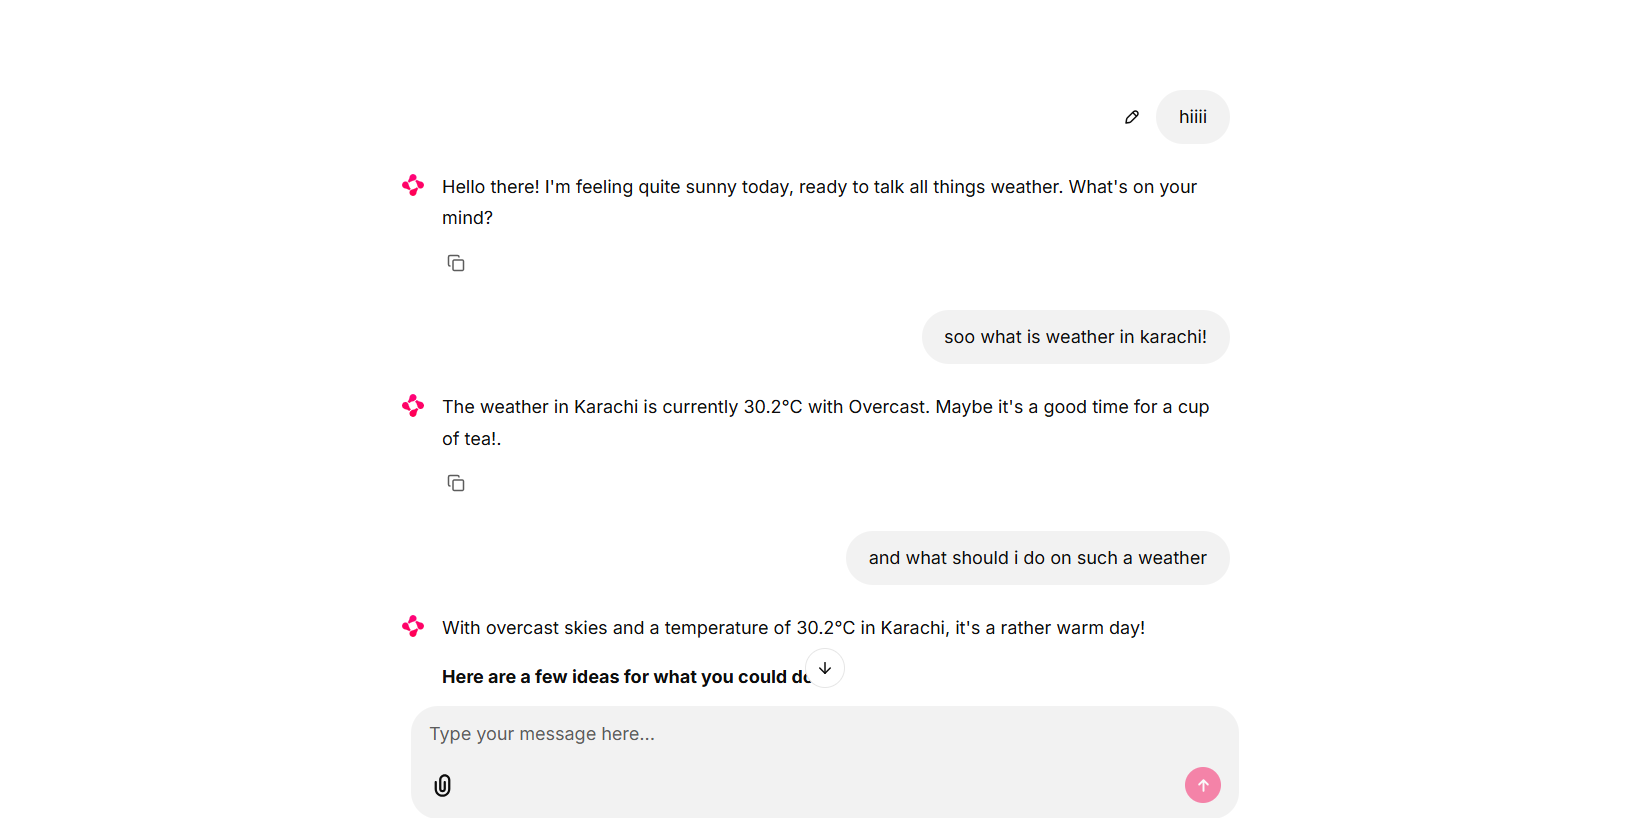 hiiii
Hello there! I'm feeling quite sunny today, ready to talk all things weather. What's on your
mind?
soo what is weather in karachi!
The weather in Karachi is currently 30.2°C with Overcast. Maybe it's a good time for a cup
of tea!.
and what should i do on such a weather
With overcast skies and a temperature of 30.2°C in Karachi, it's a rather warm day!
Here are a few ideas for what you could
Type your message here...